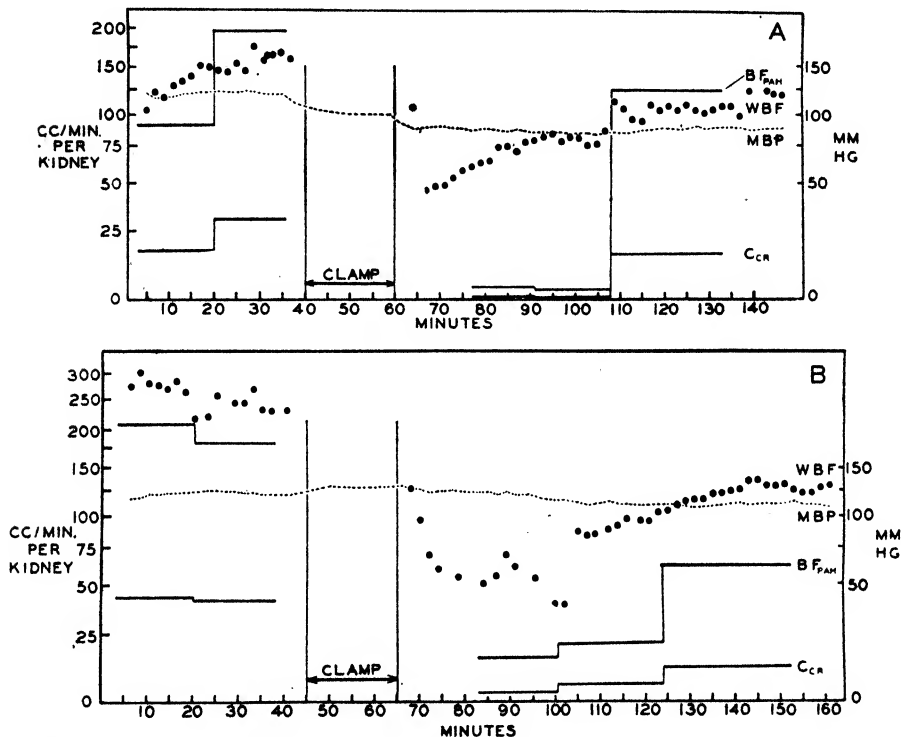 A
200
150
100
CC/MIN.
PER
KIDNEY
75
50
25
0
150
BF PAH
WBF
100
MBP
MM
HG
50
C CR
0
CLAMP
10 20 30 40 50 60 70 80 90 100 110 120 130 140
MINUTES
B
300
250
200
150
100
CC/MIN.
PER
KIDNEY
75
50
25
0
WBF
150
MBP
100
MM
HG
BF PAH
50
C CR
0
CLAMP
10 20 30 40 50 60 70 80 90 100 110 120 130 140 150 160
MINUTES